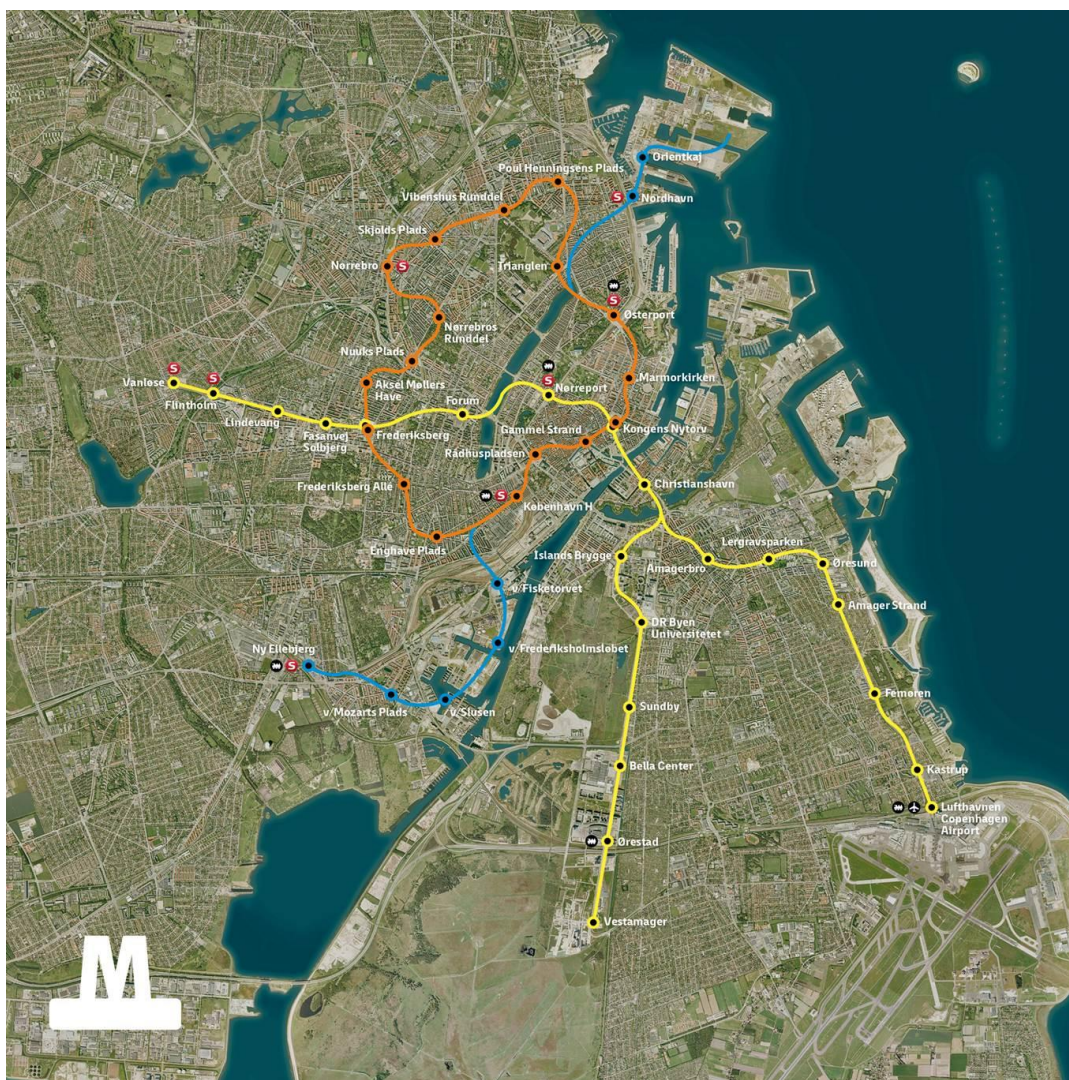 Orientkaj
Poul Henningsens Plads
Nordhavn
S
Vibenshus Runddel
Skjolds Plads
Nørrebro
S
Trianglen
S
Østerport
Nørrebros
Runddel
Nuuks Plads
S
Vanløse
S
Flintholm
Aksel Møllers
Have
Marmorkirken
S
Nørreport
Forum
Lindevang
Fasanvej
Solbjerg
Frederiksberg
Gammel Strand
Kongens Nytorv
Rådhuspladsen
Frederiksberg Allé
Christianshavn
S
København H
Enghave Plads
Islands Brygge
Lergravsparken
Amagerbro
Øresund
v/Fisketorvet
Amager Strand
DR Byen
Universitetet
Ny Ellebjerg
S
v/Frederiksholmsløbet
v/Mozarts Plads
v/Slusen
Femøren
Sundby
Bella Center
Kastrup
Lufthavnen
Copenhagen
Airport
Ørestad
Vestamager
M